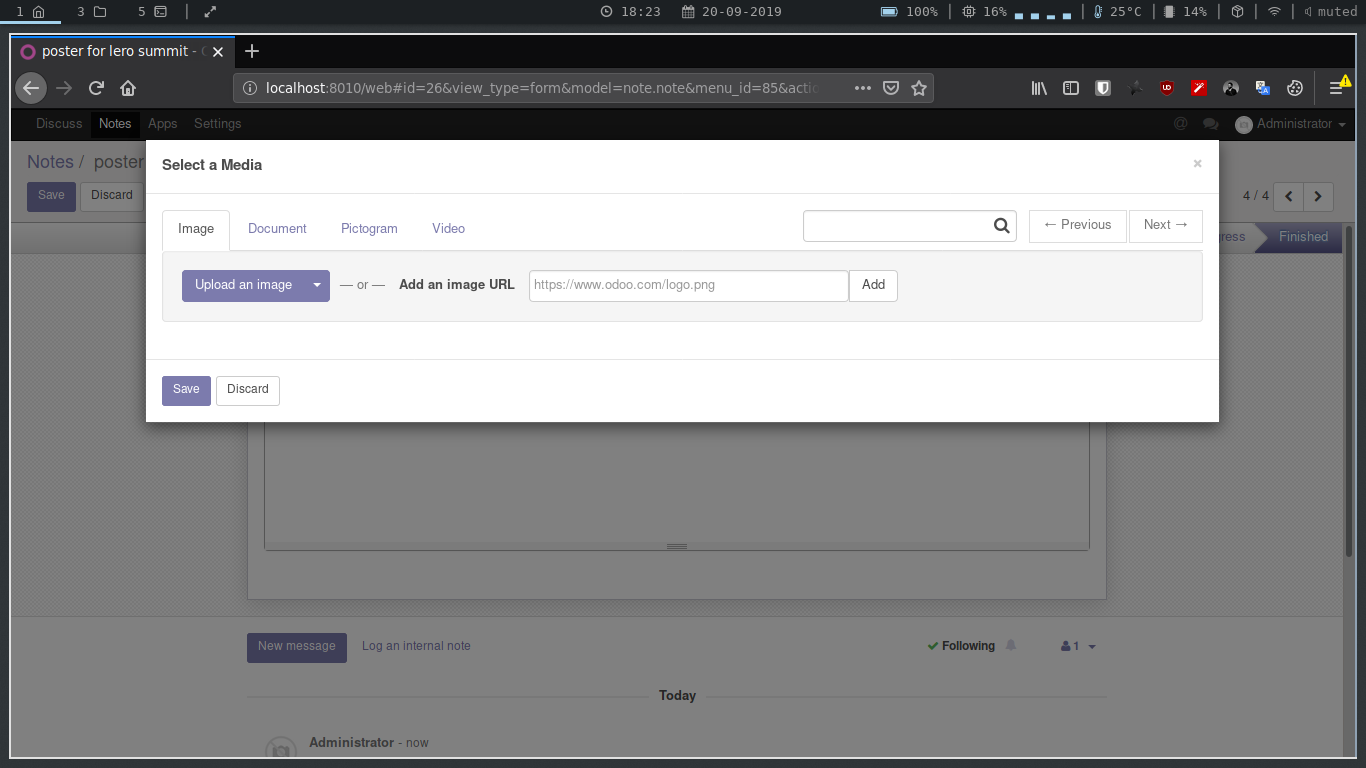 1 3 5 18:23 20-09-2019 100% 16% 25°C 14% muted
poster for lero summit -
localhost:8010/web#id=26&view_type=form&model=note.note&menu_id=85&acti
Discuss Notes Apps Settings @ Administrator
Notes / poster
Save Discard 4 / 4
Finished
Select a Media ×
Image Document Pictogram Video ← Previous Next →
Upload an image — or — Add an image URL https://www.odoo.com/logo.png Add
Save Discard
New message Log an internal note Following 1
Today
Administrator - now